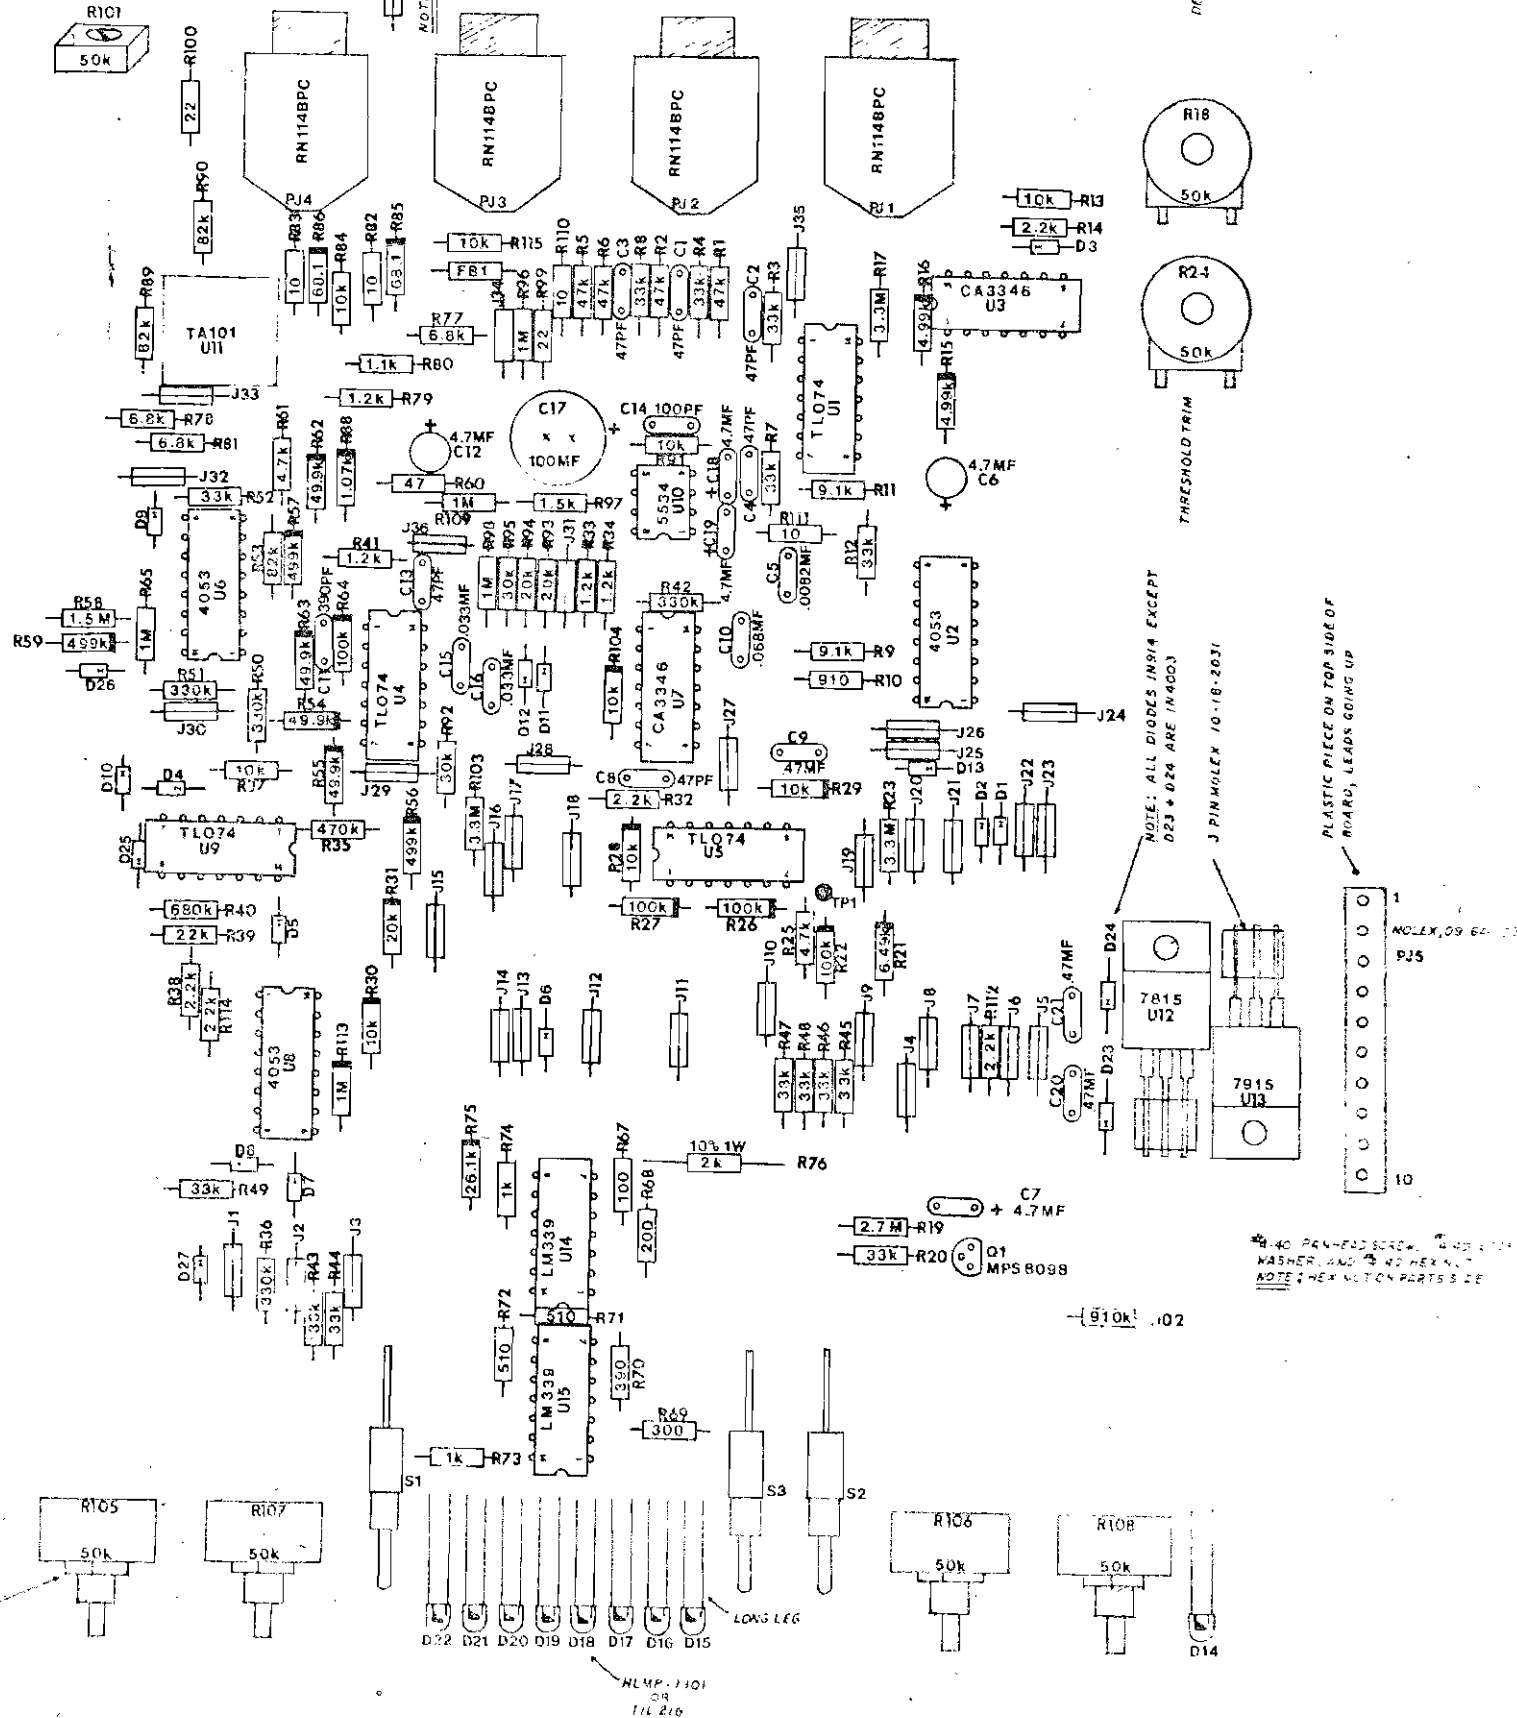 R101
50k
R100
22
RN114BPC
PJ4
RN114BPC
PJ3
RN114BPC
PJ2
RN114BPC
PJ1
R18
50k
R90
82k
10k R13
2.2k R14
D3
R89
82k
TA101
U11
R83
10
R86
68.1
R84
10k
R82
10
R85
68.1
10k R115
FB1
J34
R96
1M
R99
22
R110
10
R5
47k
R6
47k
C3
47PF
R8
33k
R2
47k
C1
47PF
R4
33k
R1
47k
C2
47PF
R3
33k
J35
R17
3.3M
R16
4.99k
CA3346
U3
R24
50k
THRESHOLD TRIM
R77
6.8k
1.1k R80
1.2k R79
J33
6.8k R78
6.8k R81
J32
33k R52
R61
4.7k
R62
49.9k
R88
1.07k
4.7MF
C12
47 R60
1M
R109
C17
100MF
1.5k R97
C14 100PF
10k
R91
5534
U10
C18
4.7MF
C19
4.7MF
47PF
C4
R7
33k
TL074
U1
R15
4.99k
4.7MF
C6
9.1k R11
R111
10
R12
33k
C5
.0082MF
D9
4053
U6
R53
82k
R57
499k
R41
1.2k
J36
C13
47PF
R98
1M
R95
30k
R94
20k
R93
20k
J31
R33
1.2k
R34
1.2k
R42
330k
4053
U2
R58
1.5M
R59 499k
D26
R65
1M
R63
49.9k
390PF
C11
R64
100k
TL074
U4
C15
.033MF
C16
.033MF
D12
D11
R104
10k
CA3346
U7
C10
.068MF
9.1k R9
910 R10
R51
330k
J30
R50
330k
R54
49.9k
R92
30k
J27
J26
J25
D13
J24
D10
D4
10k
R37
R55
49.9k
J29
J28
C8 47PF
2.2k R32
C9
.47MF
10k R29
NOTE: ALL DIODES IN914 EXCEPT
D23 + D24 ARE IN4003
3 PIN MOLEX 10-18-2031
PLASTIC PIECE ON TOP SIDE OF
BOARD, LEADS GOING UP
D25
TL074
U9
470k
R35
R56
499k
R103
3.3M
J16
J17
J18
R28
10k
TL074
U5
J19
R23
3.3M
J20
J21
D2
D1
J22
J23
680k R40
22k R39
D5
R31
20k
J15
100k
R27
100k
R26
TP1
R25
4.7k
100k
R22
6.49k
R21
1
PJ5
10
R38
2.2k
2.2k
R114
4053
U8
R113
1M
R30
10k
J14
J13
D6
J12
J11
J10
J9
J8
R47
33k
R48
33k
R46
33k
R45
33k
J4
J7
R112
2.2k
J6
J5
C21
.47MF
D24
C20
47MF
D23
7815
U12
7915
U13
D8
33k R49
D7
R75
26.1k
R74
1k
R67
100
R68
200
10% 1W
2k R76
D27
J1
R36
330k
J2
R43
33k
R44
33k
J3
LM339
U14
C7
+ 4.7MF
2.7M R19
33k R20
Q1
MPS8098
NOTE: HEX NUT ON PARTS SIDE
R72
510
510 R71
LM339
U15
390
R70
R69
300
1k R73
910k
S1
S3
S2
R105
50k
R107
50k
R106
50k
R108
50k
LONG LEG
D22 D21 D20 D19 D18 D17 D16 D15
D14
OR
TIL 216